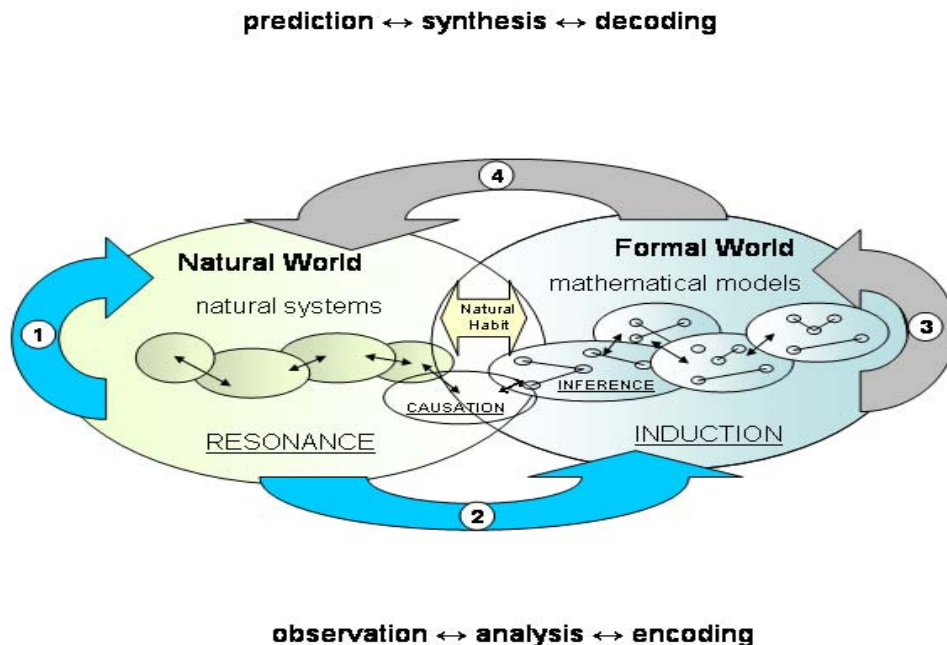 prediction ↔ synthesis ↔ decoding
4
Natural World
Formal World
natural systems
mathematical models
Natural
Habit
1
3
INFERENCE
CAUSATION
RESONANCE
INDUCTION
2
observation ↔ analysis ↔ encoding